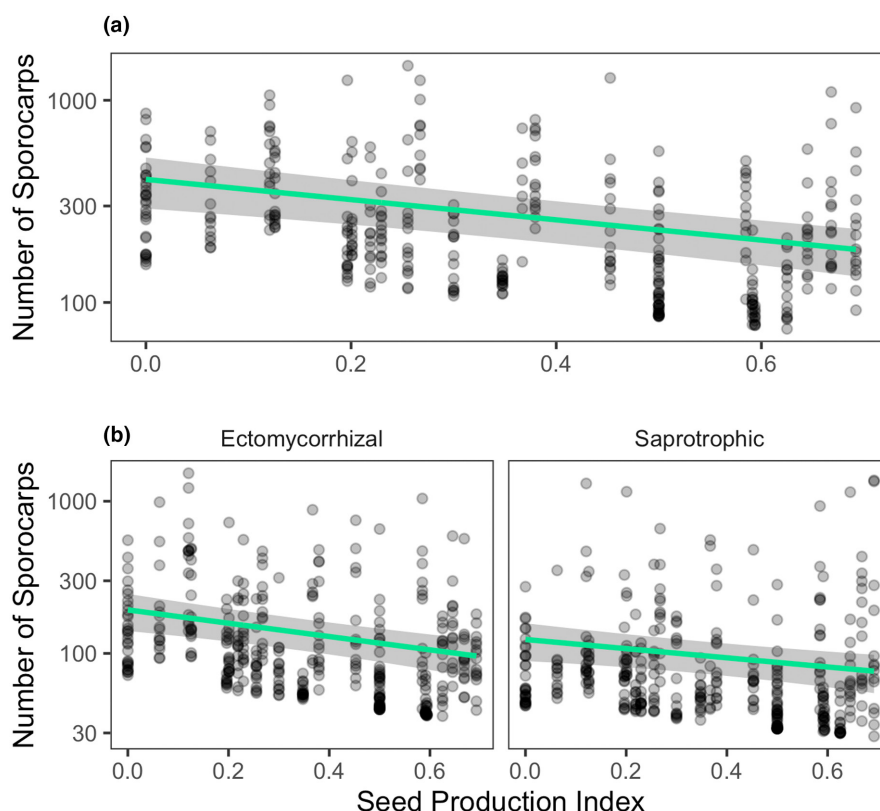 (a)
Number of Sporocarps
1000
300
100
0.0 0.2 0.4 0.6
(b)
Ectomycorrhizal Saprotrophic
Number of Sporocarps
1000
300
100
30
0.0 0.2 0.4 0.6 0.0 0.2 0.4 0.6
Seed Production Index